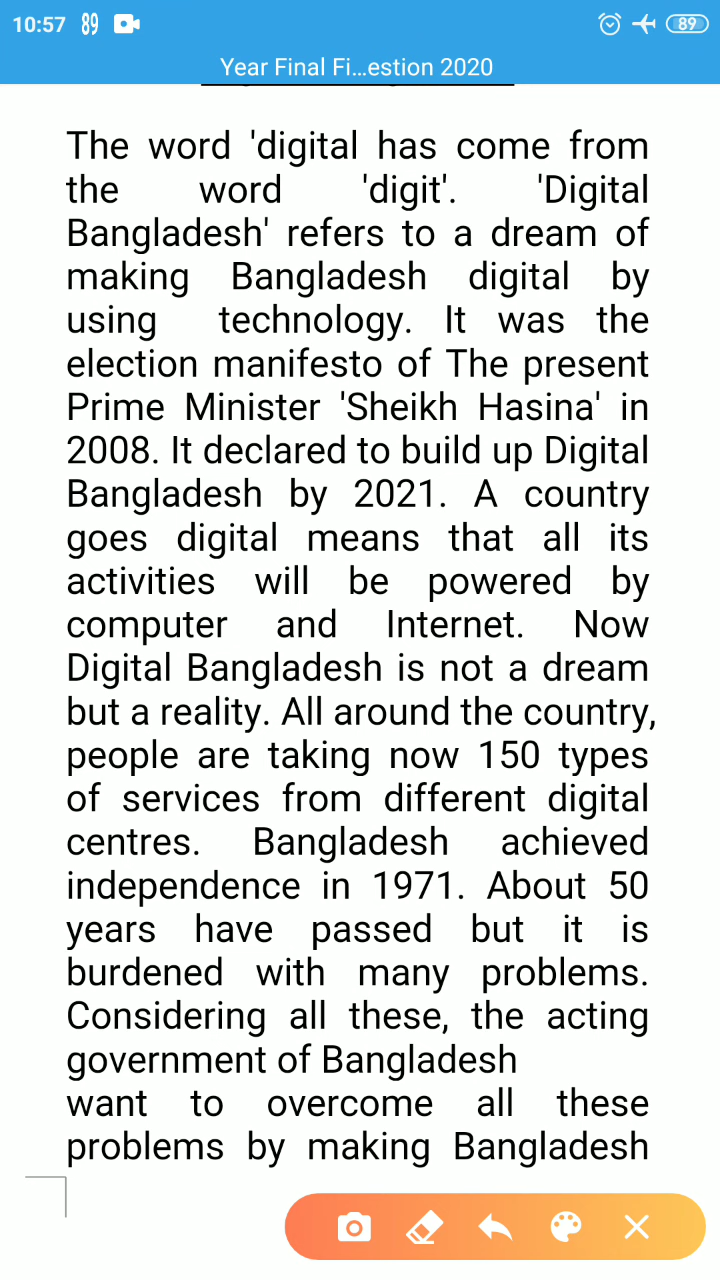 10:57 89 89
Year Final Fi...estion 2020
The word 'digital has come from
the word 'digit'. 'Digital
Bangladesh' refers to a dream of
making Bangladesh digital by
using technology. It was the
election manifesto of The present
Prime Minister 'Sheikh Hasina' in
2008. It declared to build up Digital
Bangladesh by 2021. A country
goes digital means that all its
activities will be powered by
computer and Internet. Now
Digital Bangladesh is not a dream
but a reality. All around the country,
people are taking now 150 types
of services from different digital
centres. Bangladesh achieved
independence in 1971. About 50
years have passed but it is
burdened with many problems.
Considering all these, the acting
government of Bangladesh
want to overcome all these
problems by making Bangladesh